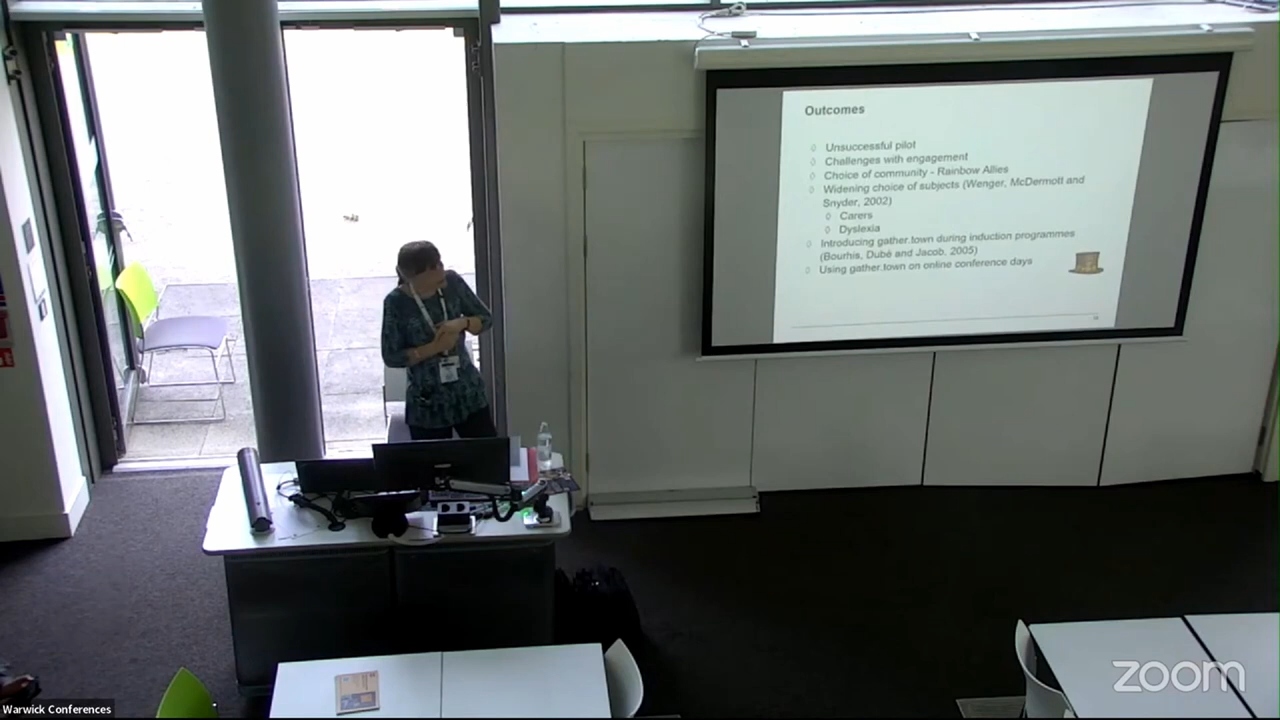 Outcomes
Unsuccessful pilot
Challenges with engagement
Choice of community - Rainbow Allies
Widening choice of subjects (Wenger, McDermott and
Snyder, 2002)
Carers
Dyslexia
Introducing gather.town during induction programmes
(Bourhis, Dubé and Jacob, 2005)
Using gather.town on online conference days
Warwick Conferences
zoom